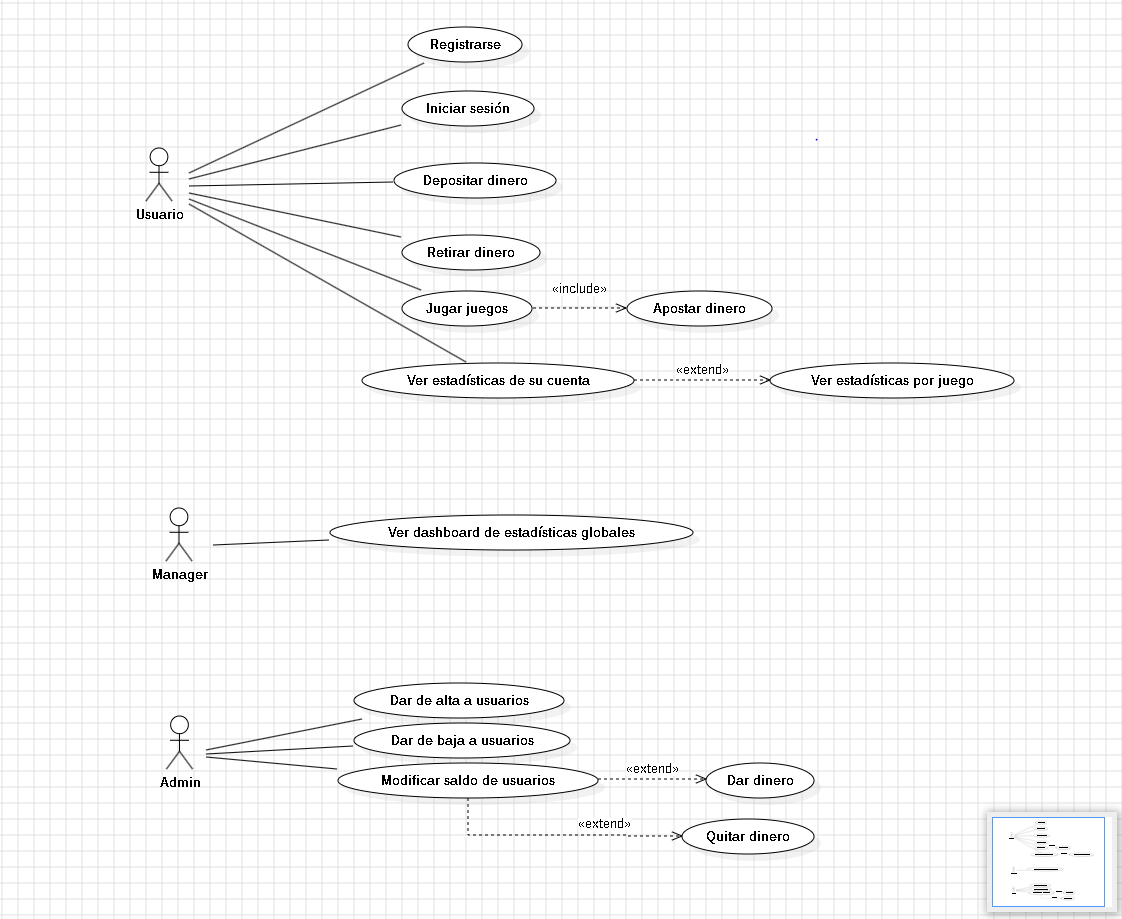 Registrarse
Iniciar sesión
Depositar dinero
Usuario
Retirar dinero
«include»
Jugar juegos
Apostar dinero
«extend»
Ver estadísticas de su cuenta
Ver estadísticas por juego
Ver dashboard de estadísticas globales
Manager
Dar de alta a usuarios
Dar de baja a usuarios
«extend»
Modificar saldo de usuarios
Dar dinero
Admin
«extend»
Quitar dinero